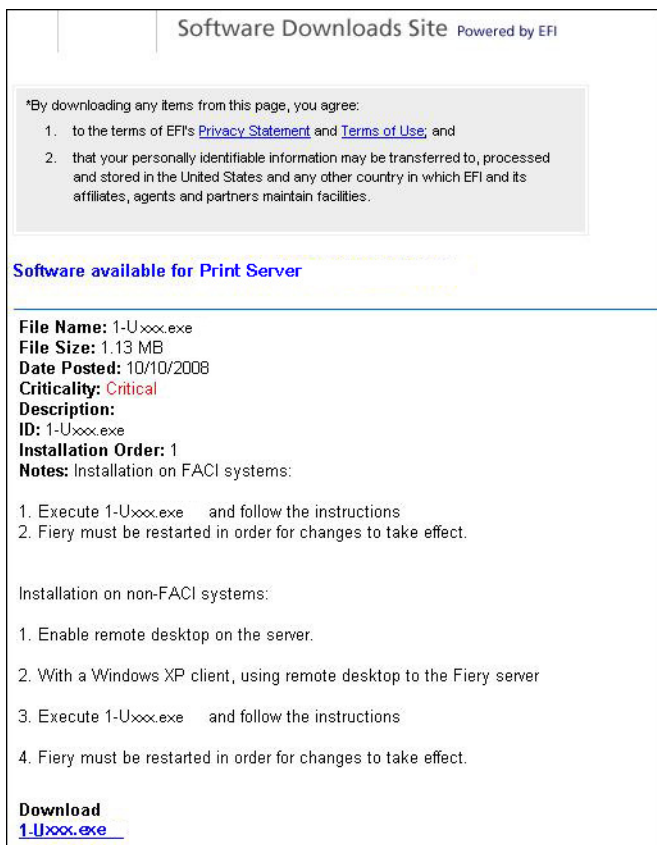 Software Downloads Site Powered by EFI
*By downloading any items from this page, you agree:
1. to the terms of EFI's Privacy Statement and Terms of Use; and
2. that your personally identifiable information may be transferred to, processed
and stored in the United States and any other country in which EFI and its
affiliates, agents and partners maintain facilities.
Software available for Print Server
File Name: 1-Uxxx.exe
File Size: 1.13 MB
Date Posted: 10/10/2008
Criticality: Critical
Description:
ID: 1-Uxxx.exe
Installation Order: 1
Notes: Installation on FACI systems:
1. Execute 1-Uxxx.exe and follow the instructions
2. Fiery must be restarted in order for changes to take effect.
Installation on non-FACI systems:
1. Enable remote desktop on the server.
2. With a Windows XP client, using remote desktop to the Fiery server
3. Execute 1-Uxxx.exe and follow the instructions
4. Fiery must be restarted in order for changes to take effect.
Download
1-Uxxx.exe